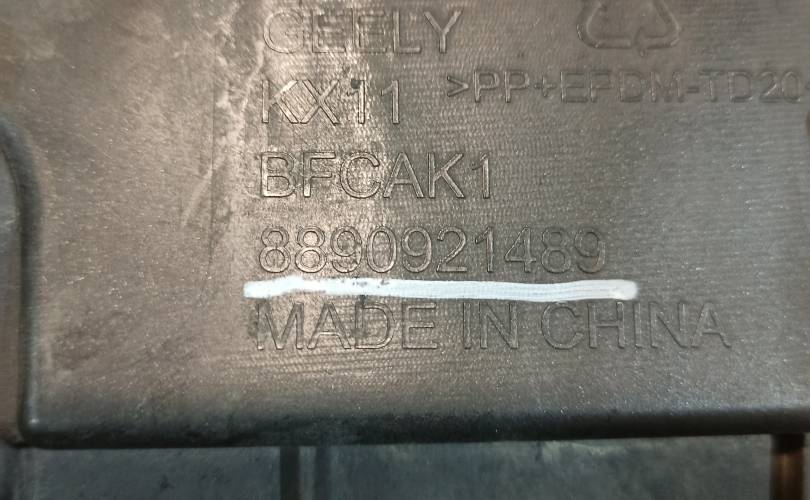 GEELY
KX11 >PP+EPDM-TD20
BFCAK1
8890921489
MADE IN CHINA